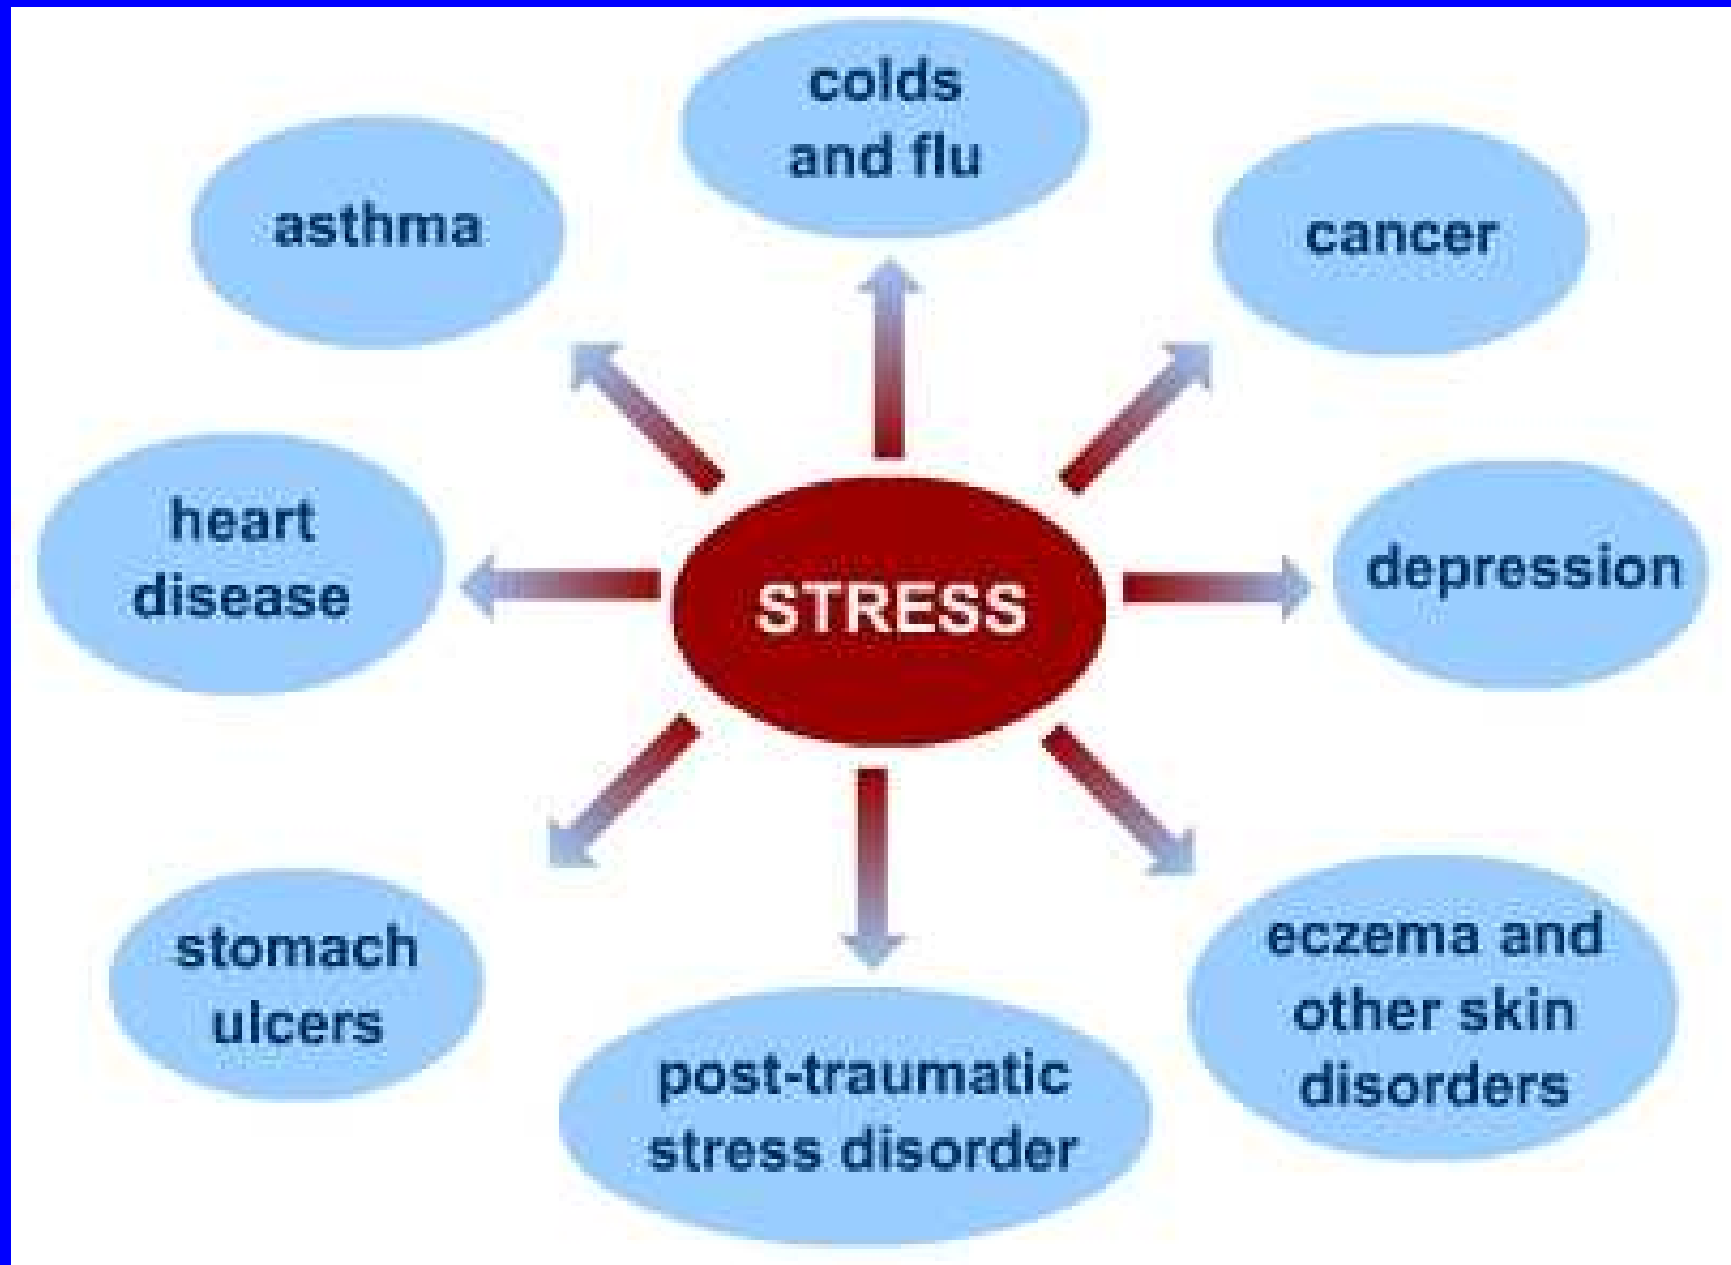 colds
and flu
asthma
cancer
heart
disease
STRESS
depression
stomach
ulcers
post-traumatic
stress disorder
eczema and
other skin
disorders